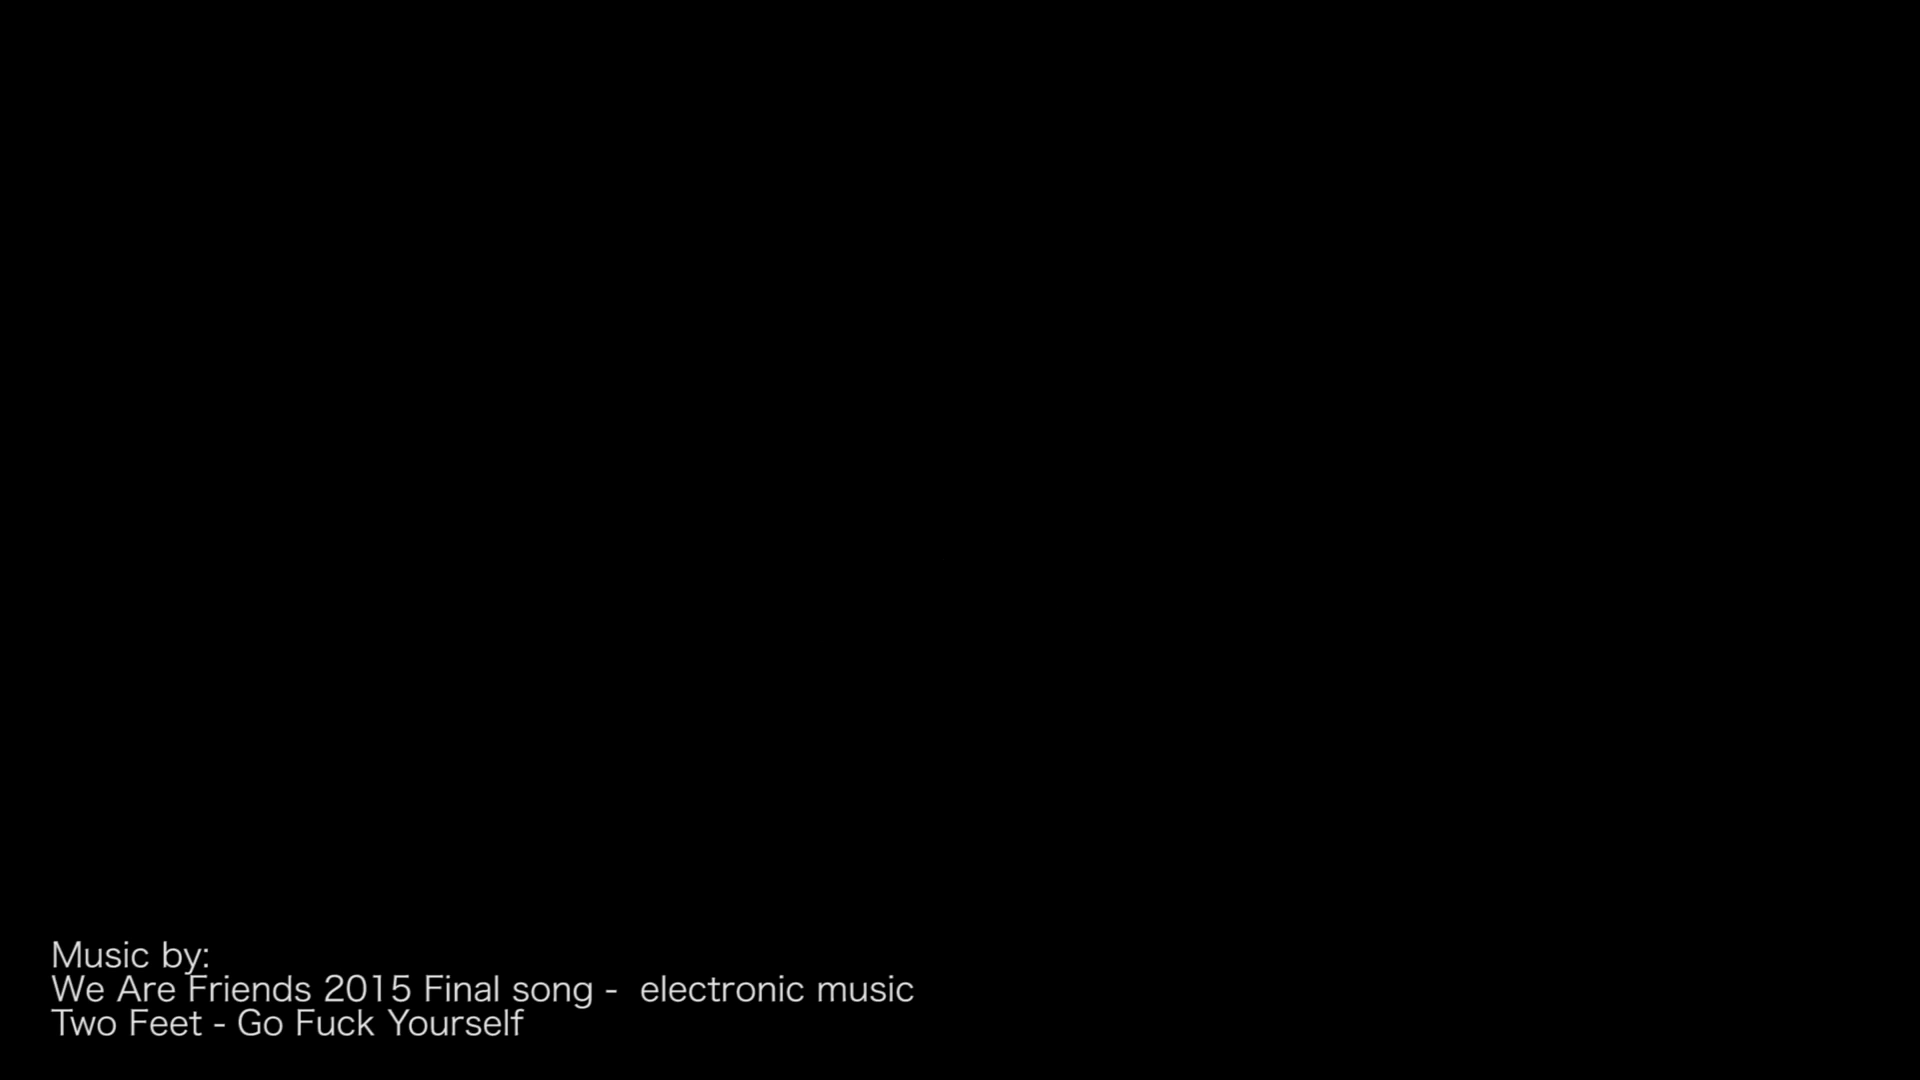 Music by:
We Are Friends 2015 Final song -  electronic music
Two Feet - Go Fuck Yourself